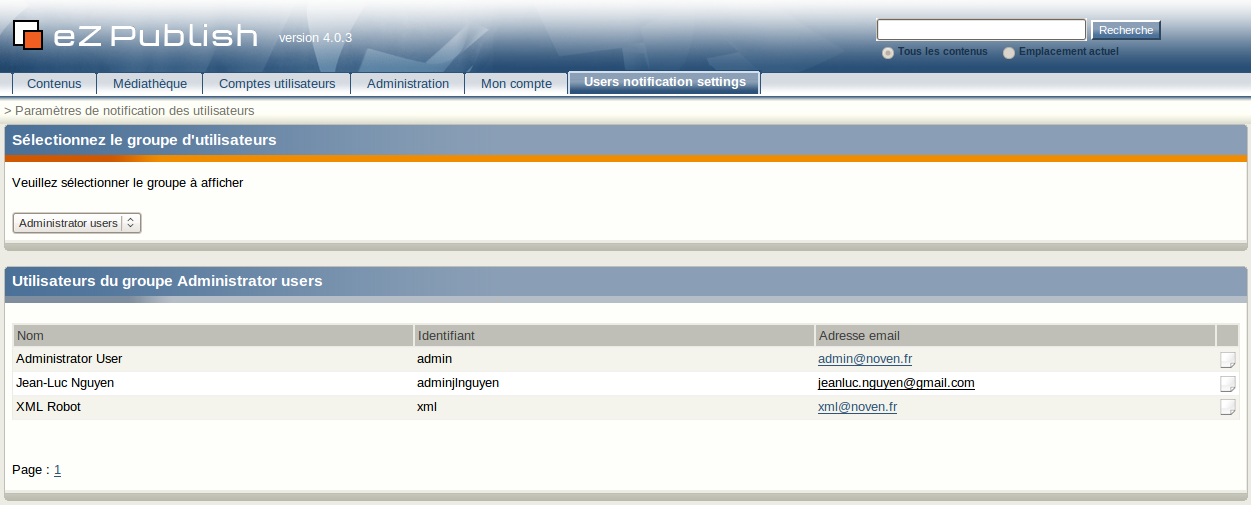 eZ Publish version 4.0.3
Recherche
Tous les contenus Emplacement actuel
Contenus Médiathèque Comptes utilisateurs Administration Mon compte Users notification settings
> Paramètres de notification des utilisateurs
Sélectionnez le groupe d'utilisateurs
Veuillez sélectionner le groupe à afficher
Administrator users
Utilisateurs du groupe Administrator users
Nom Identifiant Adresse email
Administrator User admin admin@noven.fr
Jean-Luc Nguyen adminjlnguyen jeanluc.nguyen@gmail.com
XML Robot xml xml@noven.fr
Page : 1